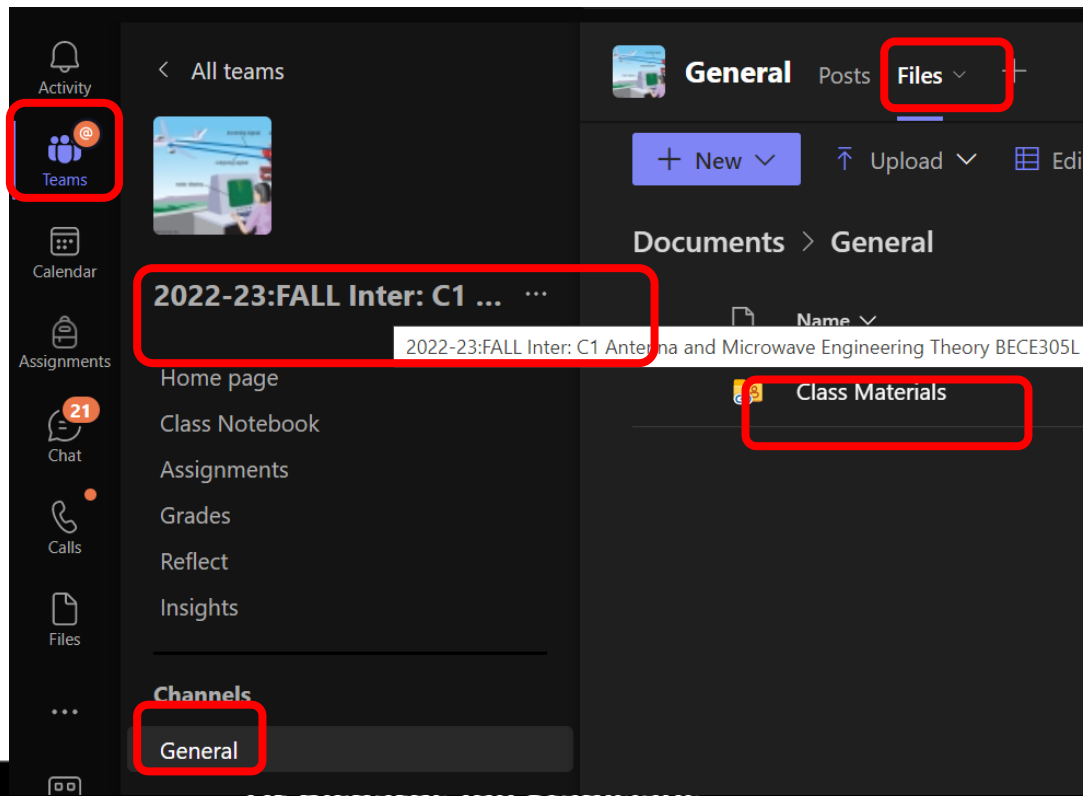 Activity
Teams
@
Calendar
Assignments
21
Chat
Calls
Files
...
All teams
2022-23:FALL Inter: C1 ... ...
Home page
Class Notebook
Assignments
Grades
Reflect
Insights
Channels
General
General Posts Files +
+ New Upload Edi
Documents > General
Name
2022-23:FALL Inter: C1 Antenna and Microwave Engineering Theory BECE305L
Class Materials